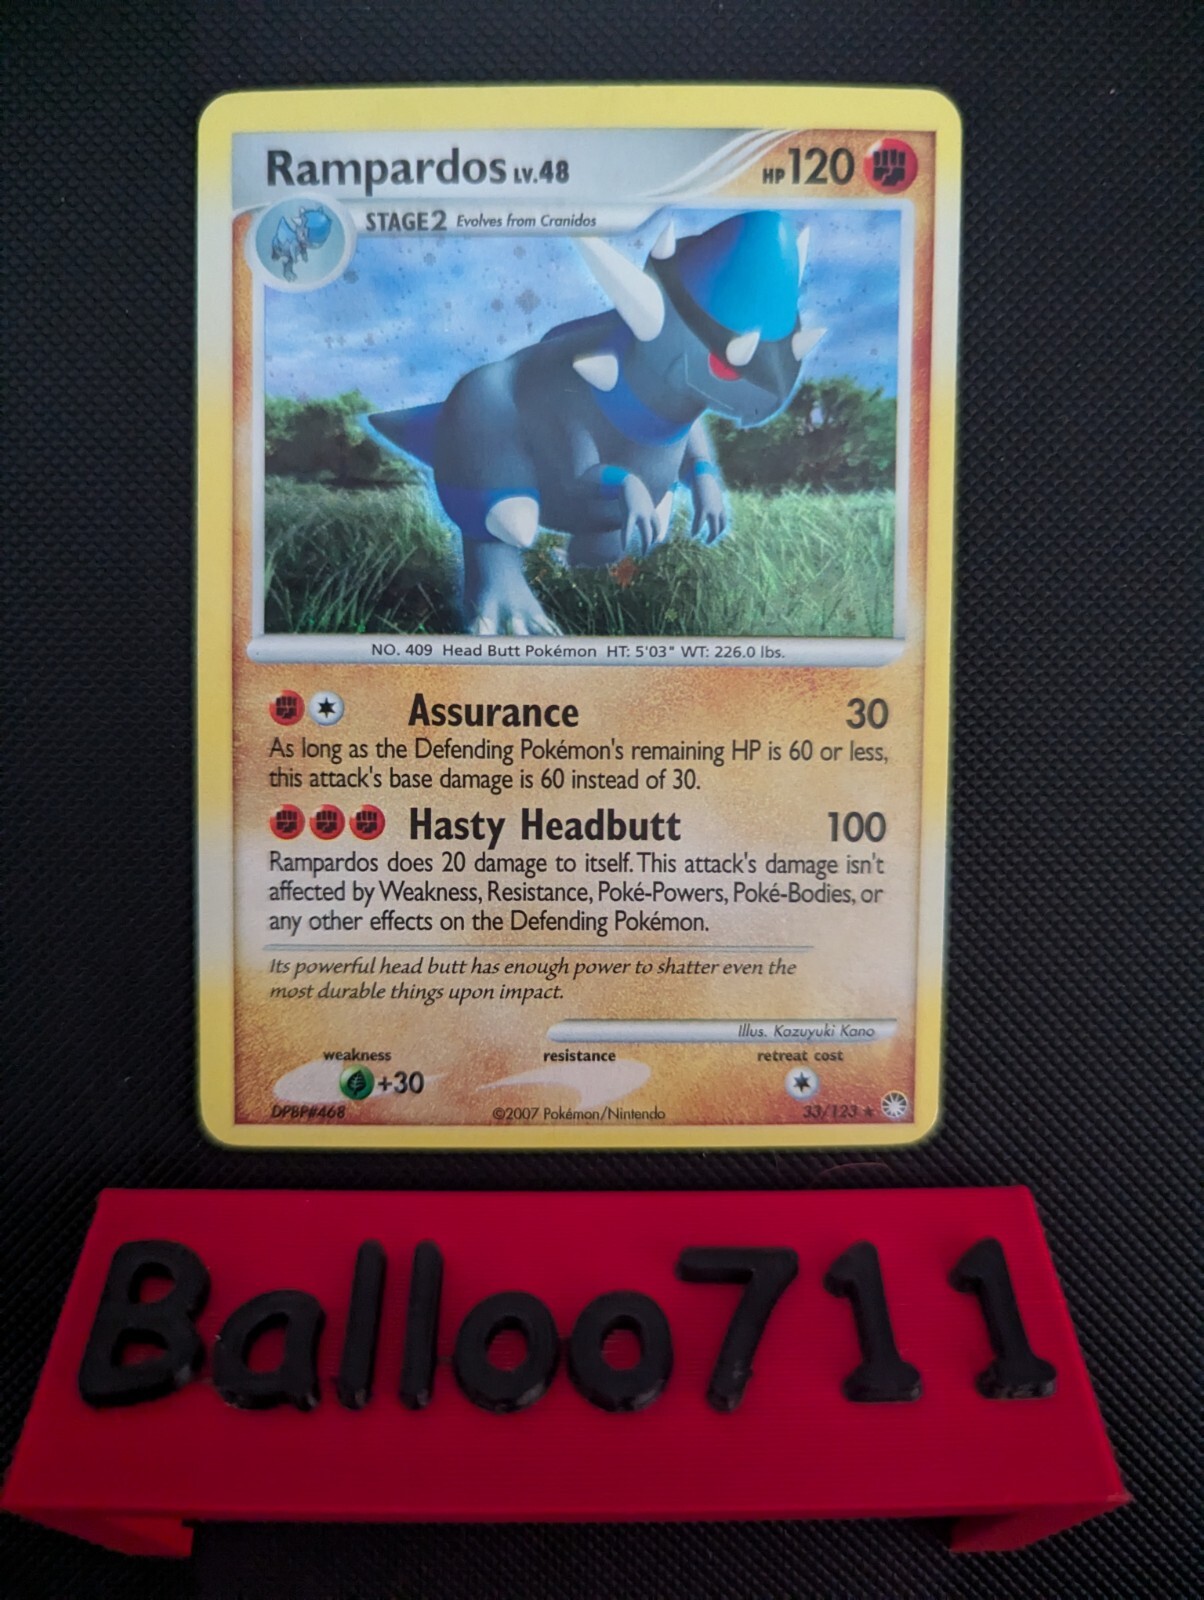 Rampardos LV.48 HP 120
STAGE2 Evolves from Cranidos
NO. 409 Head Butt Pokémon HT: 5'03" WT: 226.0 lbs.
Assurance 30
As long as the Defending Pokémon's remaining HP is 60 or less,
this attack's base damage is 60 instead of 30.
Hasty Headbutt 100
Rampardos does 20 damage to itself. This attack's damage isn't
affected by Weakness, Resistance, Poké-Powers, Poké-Bodies, or
any other effects on the Defending Pokémon.
Its powerful head butt has enough power to shatter even the
most durable things upon impact.
Illus. Kazuyuki Kano
weakness resistance retreat cost
+30
DPBP#468 ©2007 Pokémon/Nintendo 33/123 ★
Balloo711